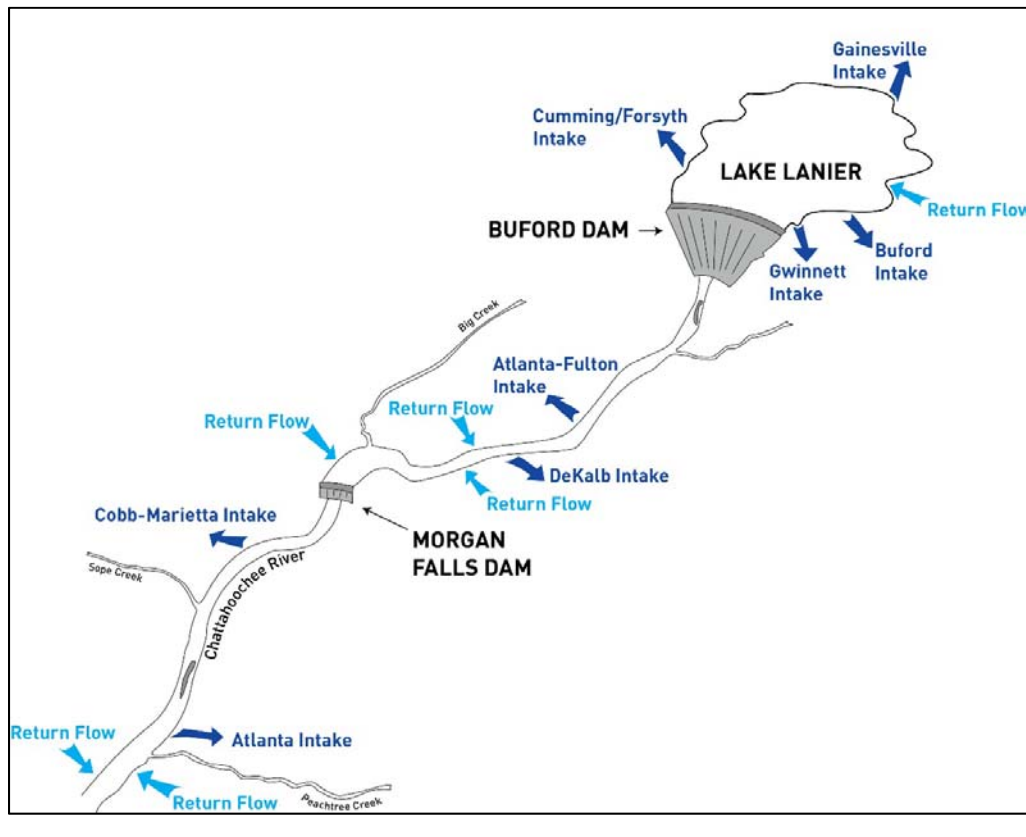 Gainesville
Intake
Cumming/Forsyth
Intake
LAKE LANIER
Return Flow
BUFORD DAM
Buford
Intake
Gwinnett
Intake
Big Creek
Atlanta-Fulton
Intake
Return Flow
Return Flow
DeKalb Intake
Return Flow
Cobb-Marietta Intake
MORGAN
FALLS DAM
Sope Creek
Chattahoochee River
Return Flow
Atlanta Intake
Return Flow
Peachtree Creek